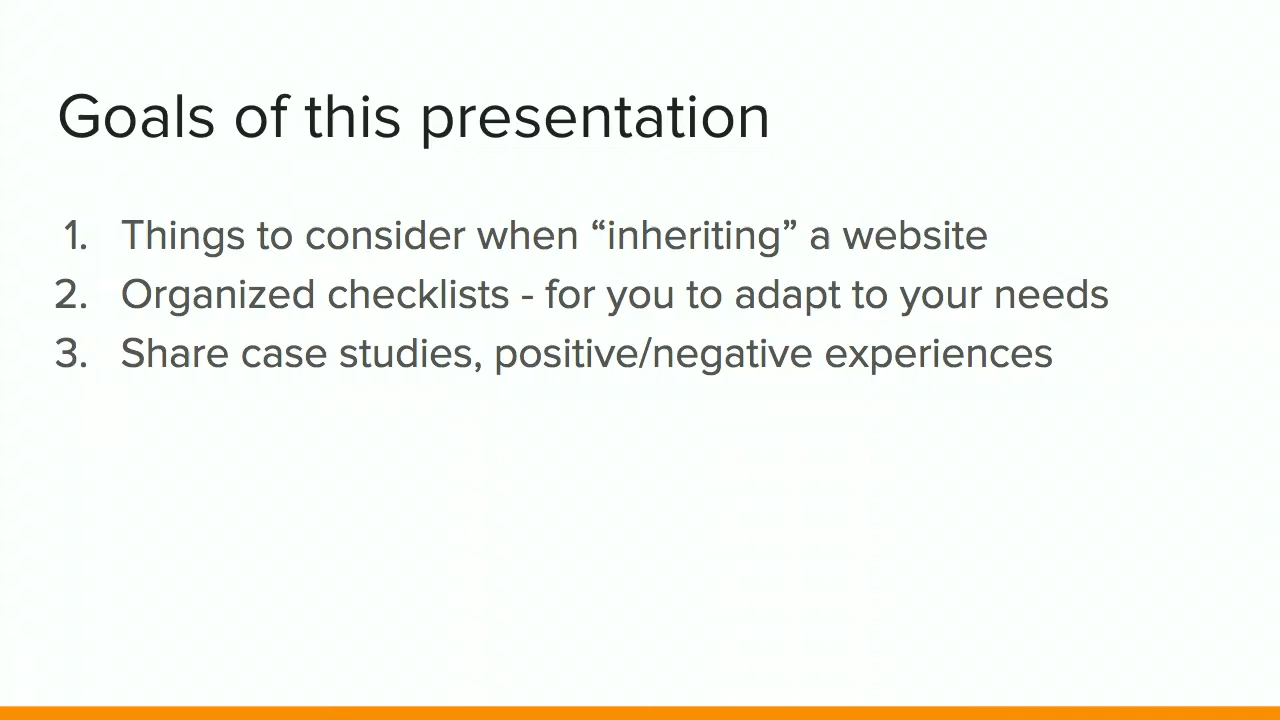 Goals of this presentation
1. Things to consider when “inheriting” a website
2. Organized checklists - for you to adapt to your needs
3. Share case studies, positive/negative experiences